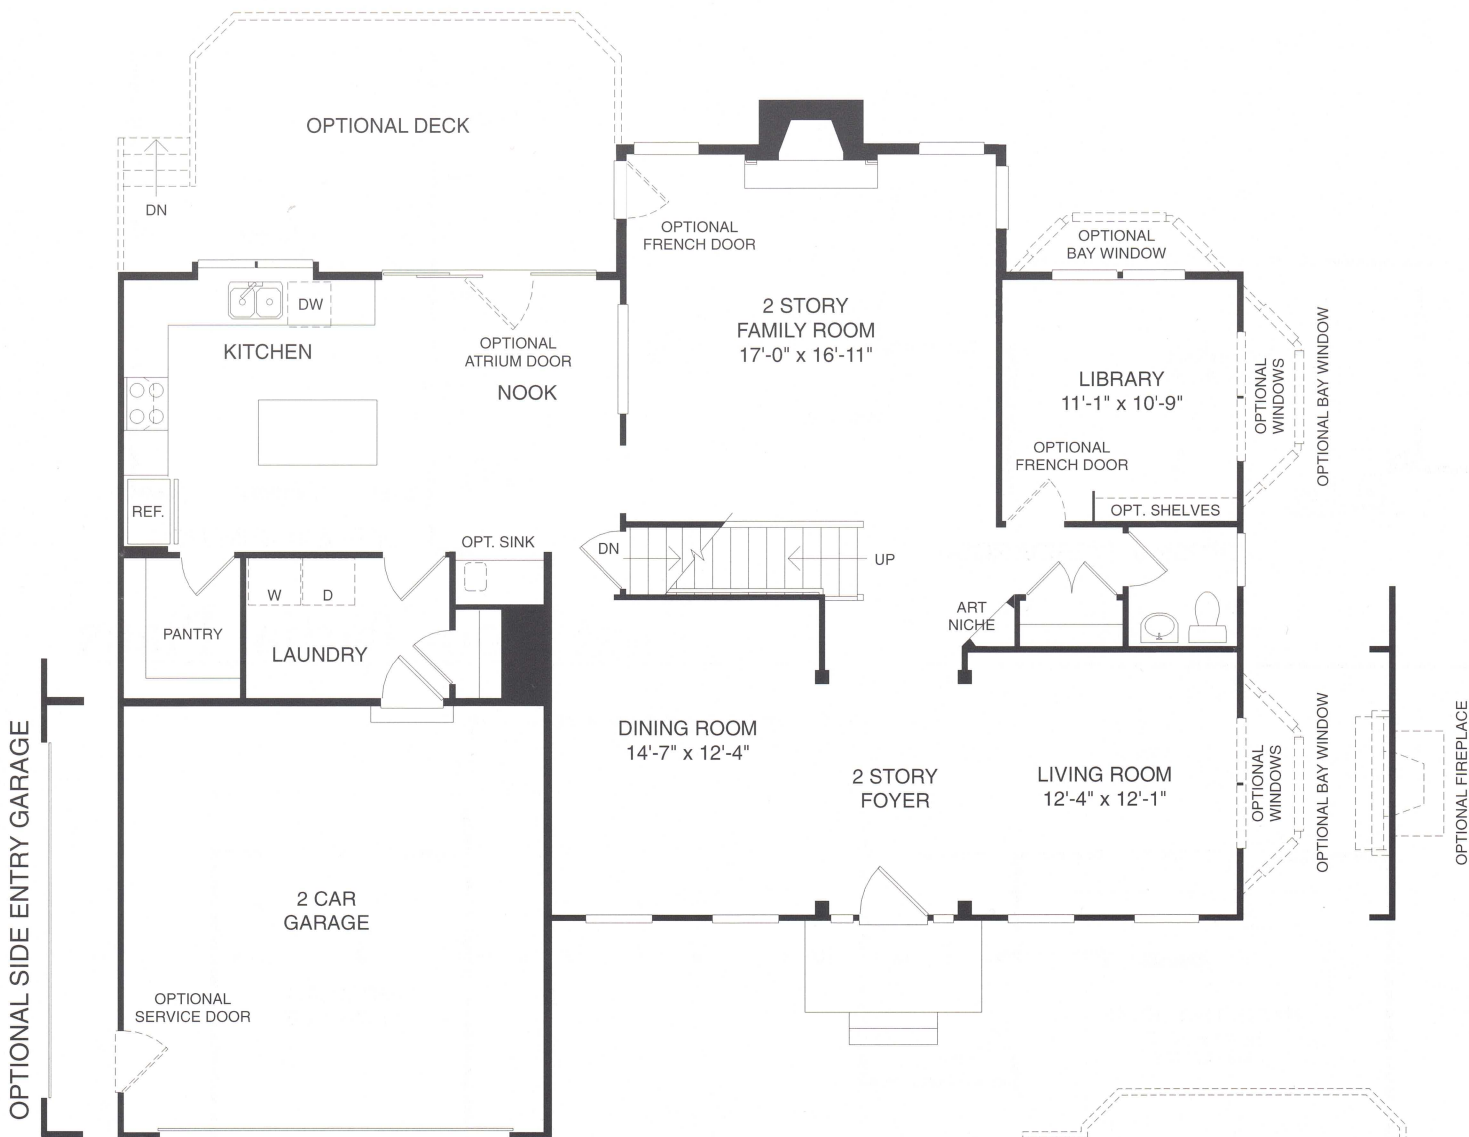 OPTIONAL DECK
DN
OPTIONAL
FRENCH DOOR
OPTIONAL
BAY WINDOW
DW
KITCHEN
OPTIONAL
ATRIUM DOOR
NOOK
2 STORY
FAMILY ROOM
17'-0" x 16'-11"
LIBRARY
11'-1" x 10'-9"
OPTIONAL
WINDOWS
OPTIONAL BAY WINDOW
OPTIONAL
FRENCH DOOR
OPT. SHELVES
REF.
OPT. SINK
DN
UP
W
D
PANTRY
LAUNDRY
ART
NICHE
DINING ROOM
14'-7" x 12'-4"
2 STORY
FOYER
LIVING ROOM
12'-4" x 12'-1"
OPTIONAL
WINDOWS
OPTIONAL BAY WINDOW
OPTIONAL FIREPLACE
OPTIONAL SIDE ENTRY GARAGE
2 CAR
GARAGE
OPTIONAL
SERVICE DOOR